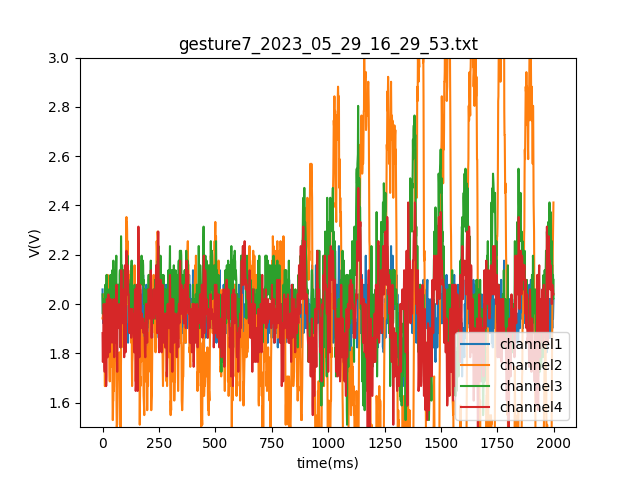 gesture7_2023_05_29_16_29_53.txt
V(V)
3.0
2.8
2.6
2.4
2.2
2.0
1.8
1.6
channel1
channel2
channel3
channel4
0 250 500 750 1000 1250 1500 1750 2000
time(ms)